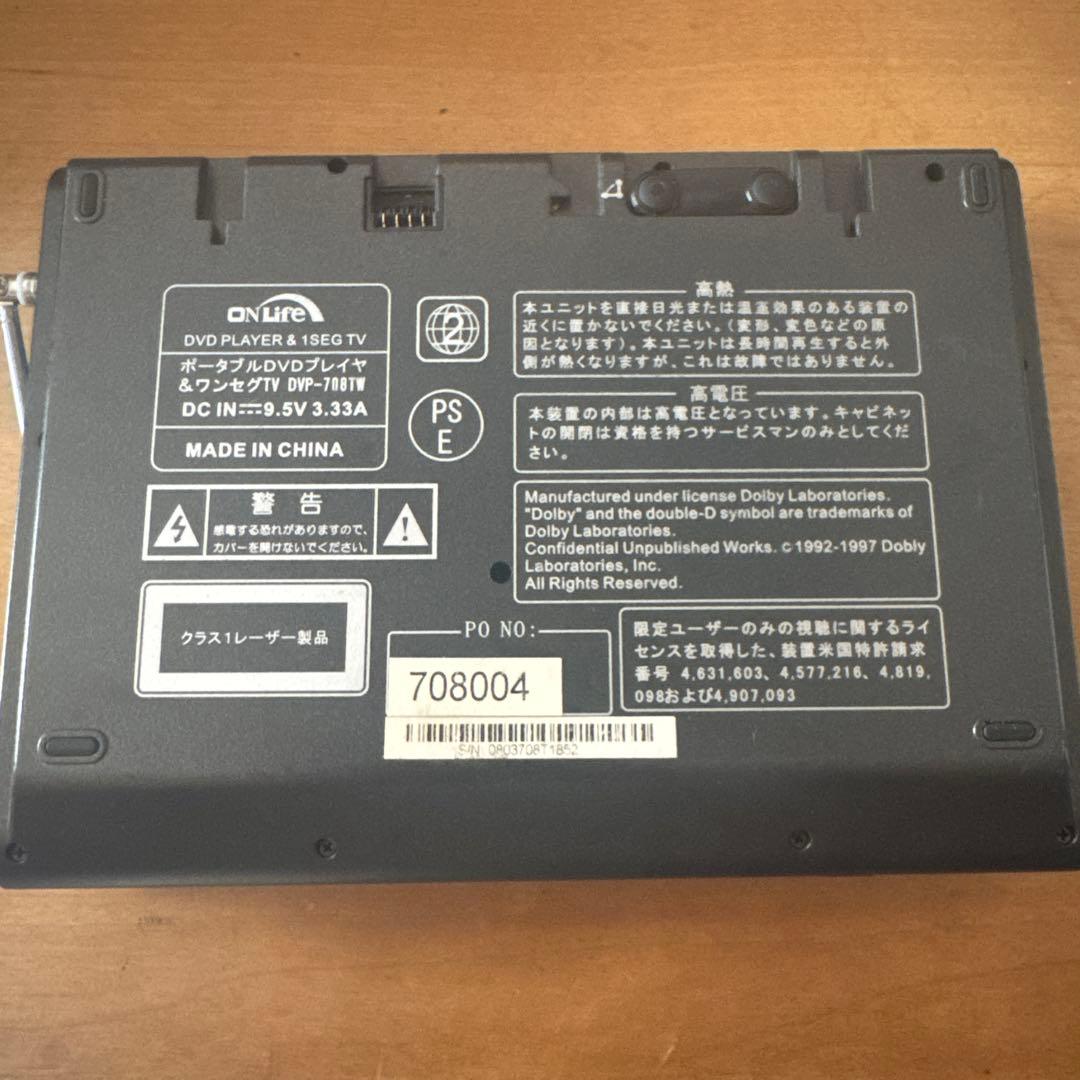 ONLife
DVD PLAYER & 1SEG TV
ポータブルDVDプレイヤ
&ワンセグTV DVP-708TW
DC IN⎓9.5V 3.33A
MADE IN CHINA
2
PS
E
高熱
本ユニットを直接日光または温室効果のある装置の
近くに置かないでください。(変形、変色などの原
因となります)。本ユニットは長時間再生すると外
側が熱くなりますが、これは故障ではありません。
高電圧
本装置の内部は高電圧となっています。キャビネッ
トの開閉は資格を持つサービスマンのみとしてくだ
さい。
警告
感電する恐れがありますので、
カバーを開けないでください。
Manufactured under license Dolby Laboratories.
"Dolby" and the double-D symbol are trademarks of
Dolby Laboratories.
Confidential Unpublished Works. ©1992-1997 Dobly
Laboratories, Inc.
All Rights Reserved.
クラス1レーザー製品
PO NO:
708004
S/N 0803708T1852
限定ユーザーのみの視聴に関するライ
センスを取得した、装置米国特許請求
番号 4,631,603、4,577,216、4,819,
098および4,907,093